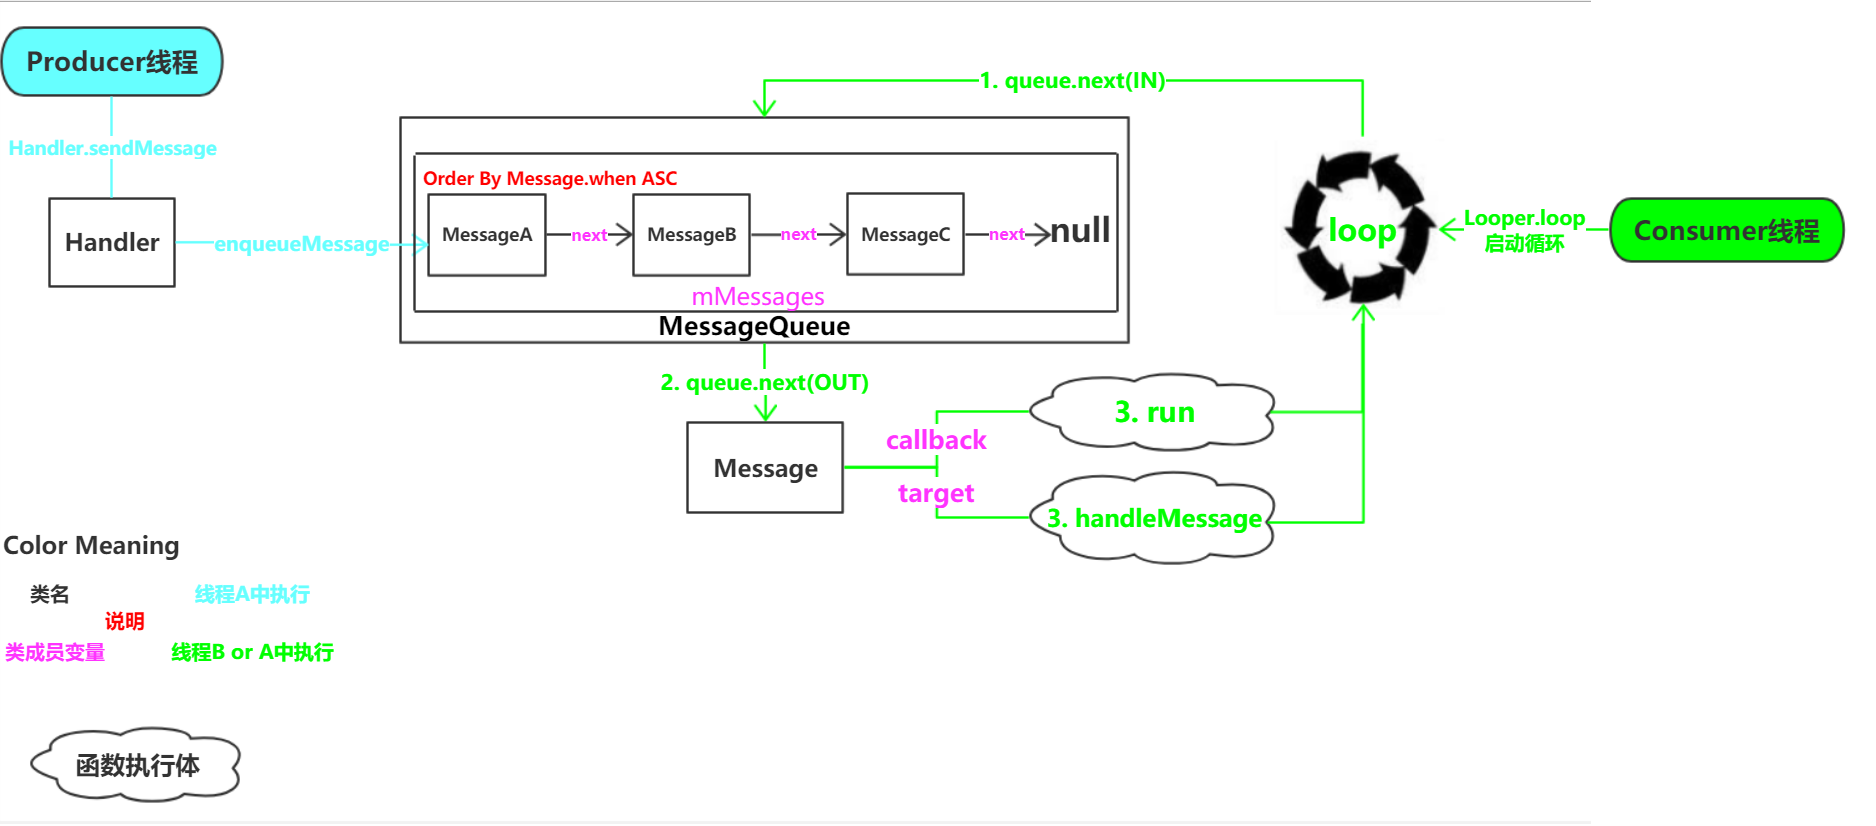 Producer线程
Handler.sendMessage
Handler
enqueueMessage
1. queue.next(IN)
Order By Message.when ASC
MessageA
next
MessageB
next
MessageC
next
null
mMessages
MessageQueue
loop
Looper.loop
启动循环
Consumer线程
2. queue.next(OUT)
Message
callback
target
3. run
3. handleMessage
Color Meaning
类名
线程A中执行
说明
类成员变量
线程B or A中执行
函数执行体